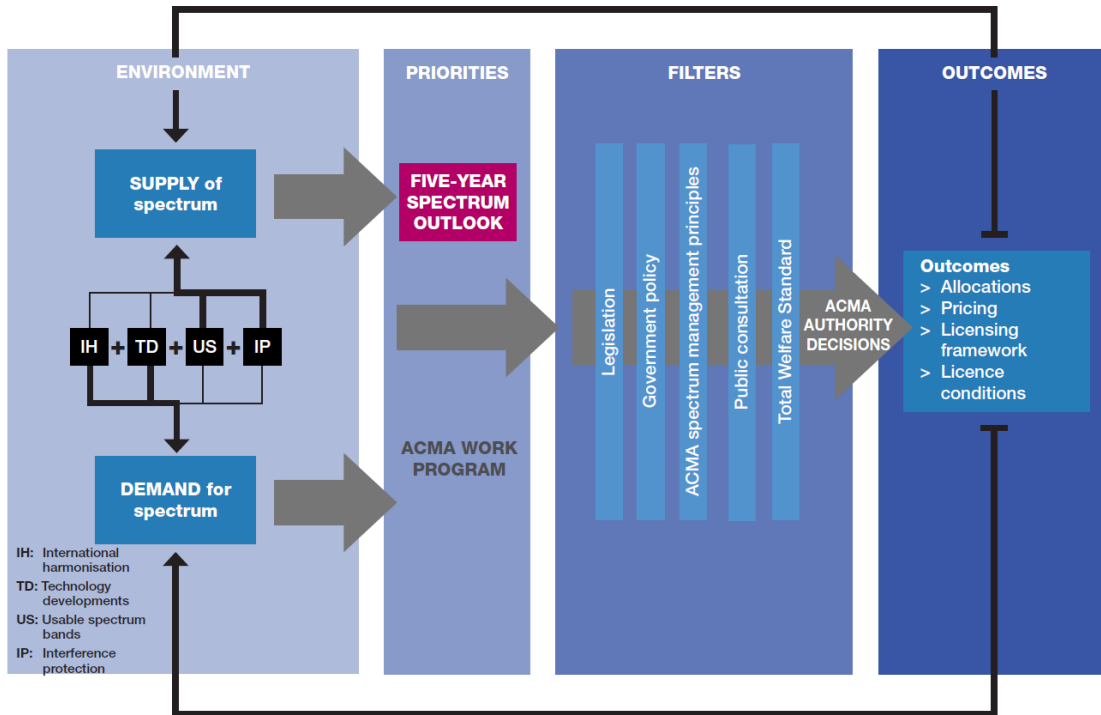 ENVIRONMENT
SUPPLY of
spectrum
IH + TD + US + IP
DEMAND for
spectrum
IH: International
harmonisation
TD: Technology
developments
US: Usable spectrum
bands
IP: Interference
protection
PRIORITIES
FIVE-YEAR
SPECTRUM
OUTLOOK
ACMA WORK
PROGRAM
FILTERS
Legislation
Government policy
ACMA spectrum management principles
Public consultation
Total Welfare Standard
ACMA
AUTHORITY
DECISIONS
OUTCOMES
Outcomes
> Allocations
> Pricing
> Licensing
framework
> Licence
conditions